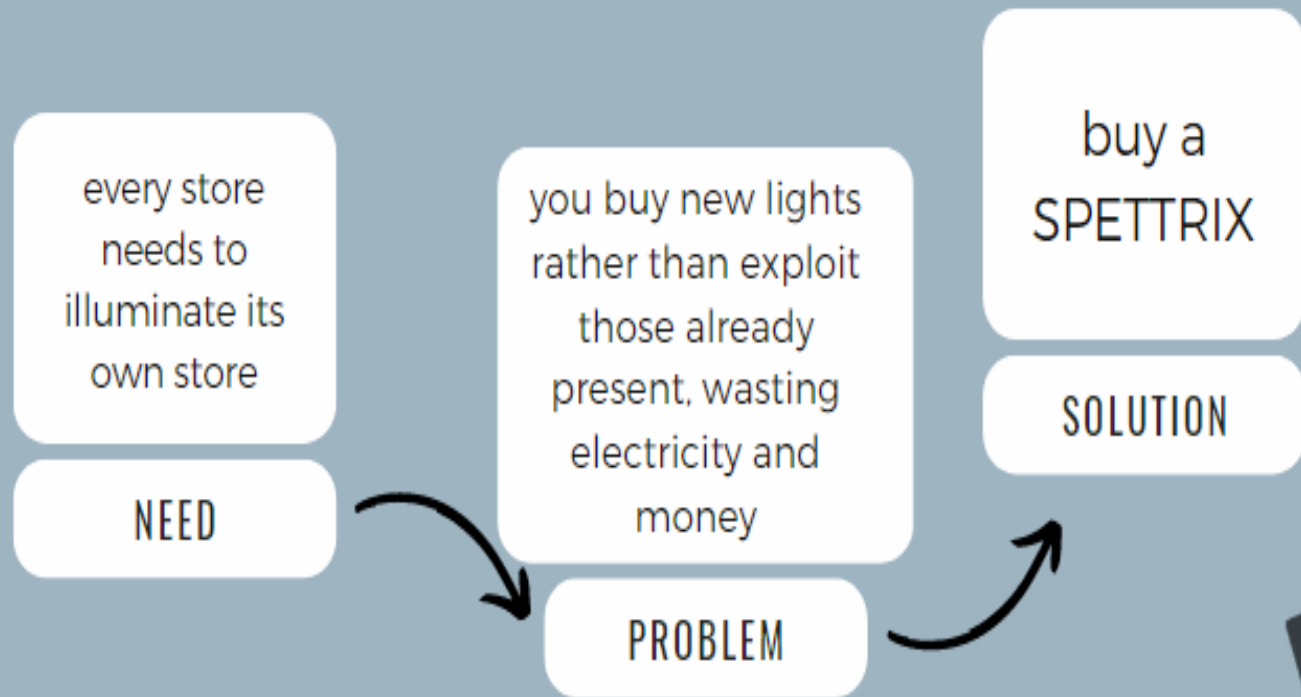 every store
needs to
illuminate its
own store
NEED
you buy new lights
rather than exploit
those already
present, wasting
electricity and
money
PROBLEM
buy a
SPETTRIX
SOLUTION